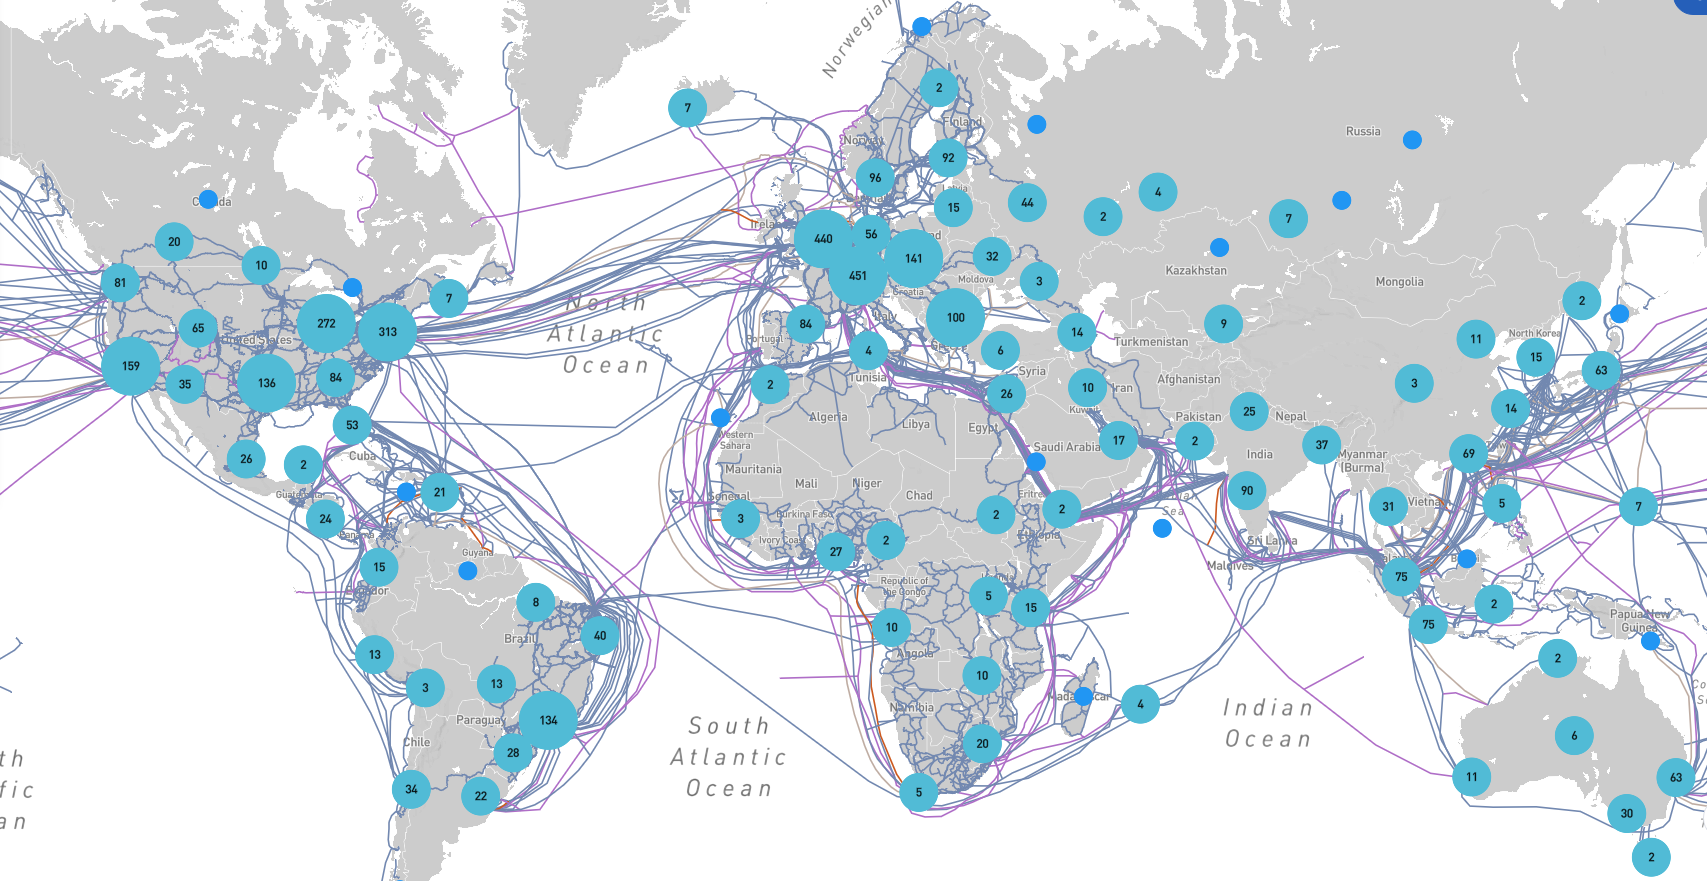 Norwegian
7
2
Finland
Russia
Norway
92
96
Latvia
15
44
2
4
7
Canada
20
10
81
7
Ireland
440
56
141
451
32
Moldova
Croatia
3
Kazakhstan
Mongolia
65
272
313
United States
159
35
136
84
North
Atlantic
Ocean
84
Portugal
Italy
100
Greece
4
Tunisia
6
14
Turkmenistan
9
2
11
North Korea
15
63
Syria
26
10
Iran
Kuwait
Afghanistan
3
14
2
Algeria
Libya
Egypt
Western
Sahara
53
Cuba
26
2
Guatemala
21
24
Panama
Saudi Arabia
17
Pakistan
2
25
Nepal
India
37
Myanmar
(Burma)
69
Mauritania
Mali
Niger
Chad
Senegal
3
Burkina Faso
Ivory Coast
27
2
2
Eritrea
2
Ethiopia
Sea
90
31
Vietnam
5
7
Sri Lanka
Maldives
75
Guyana
15
Ecuador
8
40
Brazil
13
3
13
134
Paraguay
Chile
28
34
22
Republic of
the Congo
5
15
10
Angola
10
Namibia
Madagascar
4
20
5
South
Atlantic
Ocean
Indian
Ocean
2
75
Papua New
Guinea
2
6
11
63
30
2